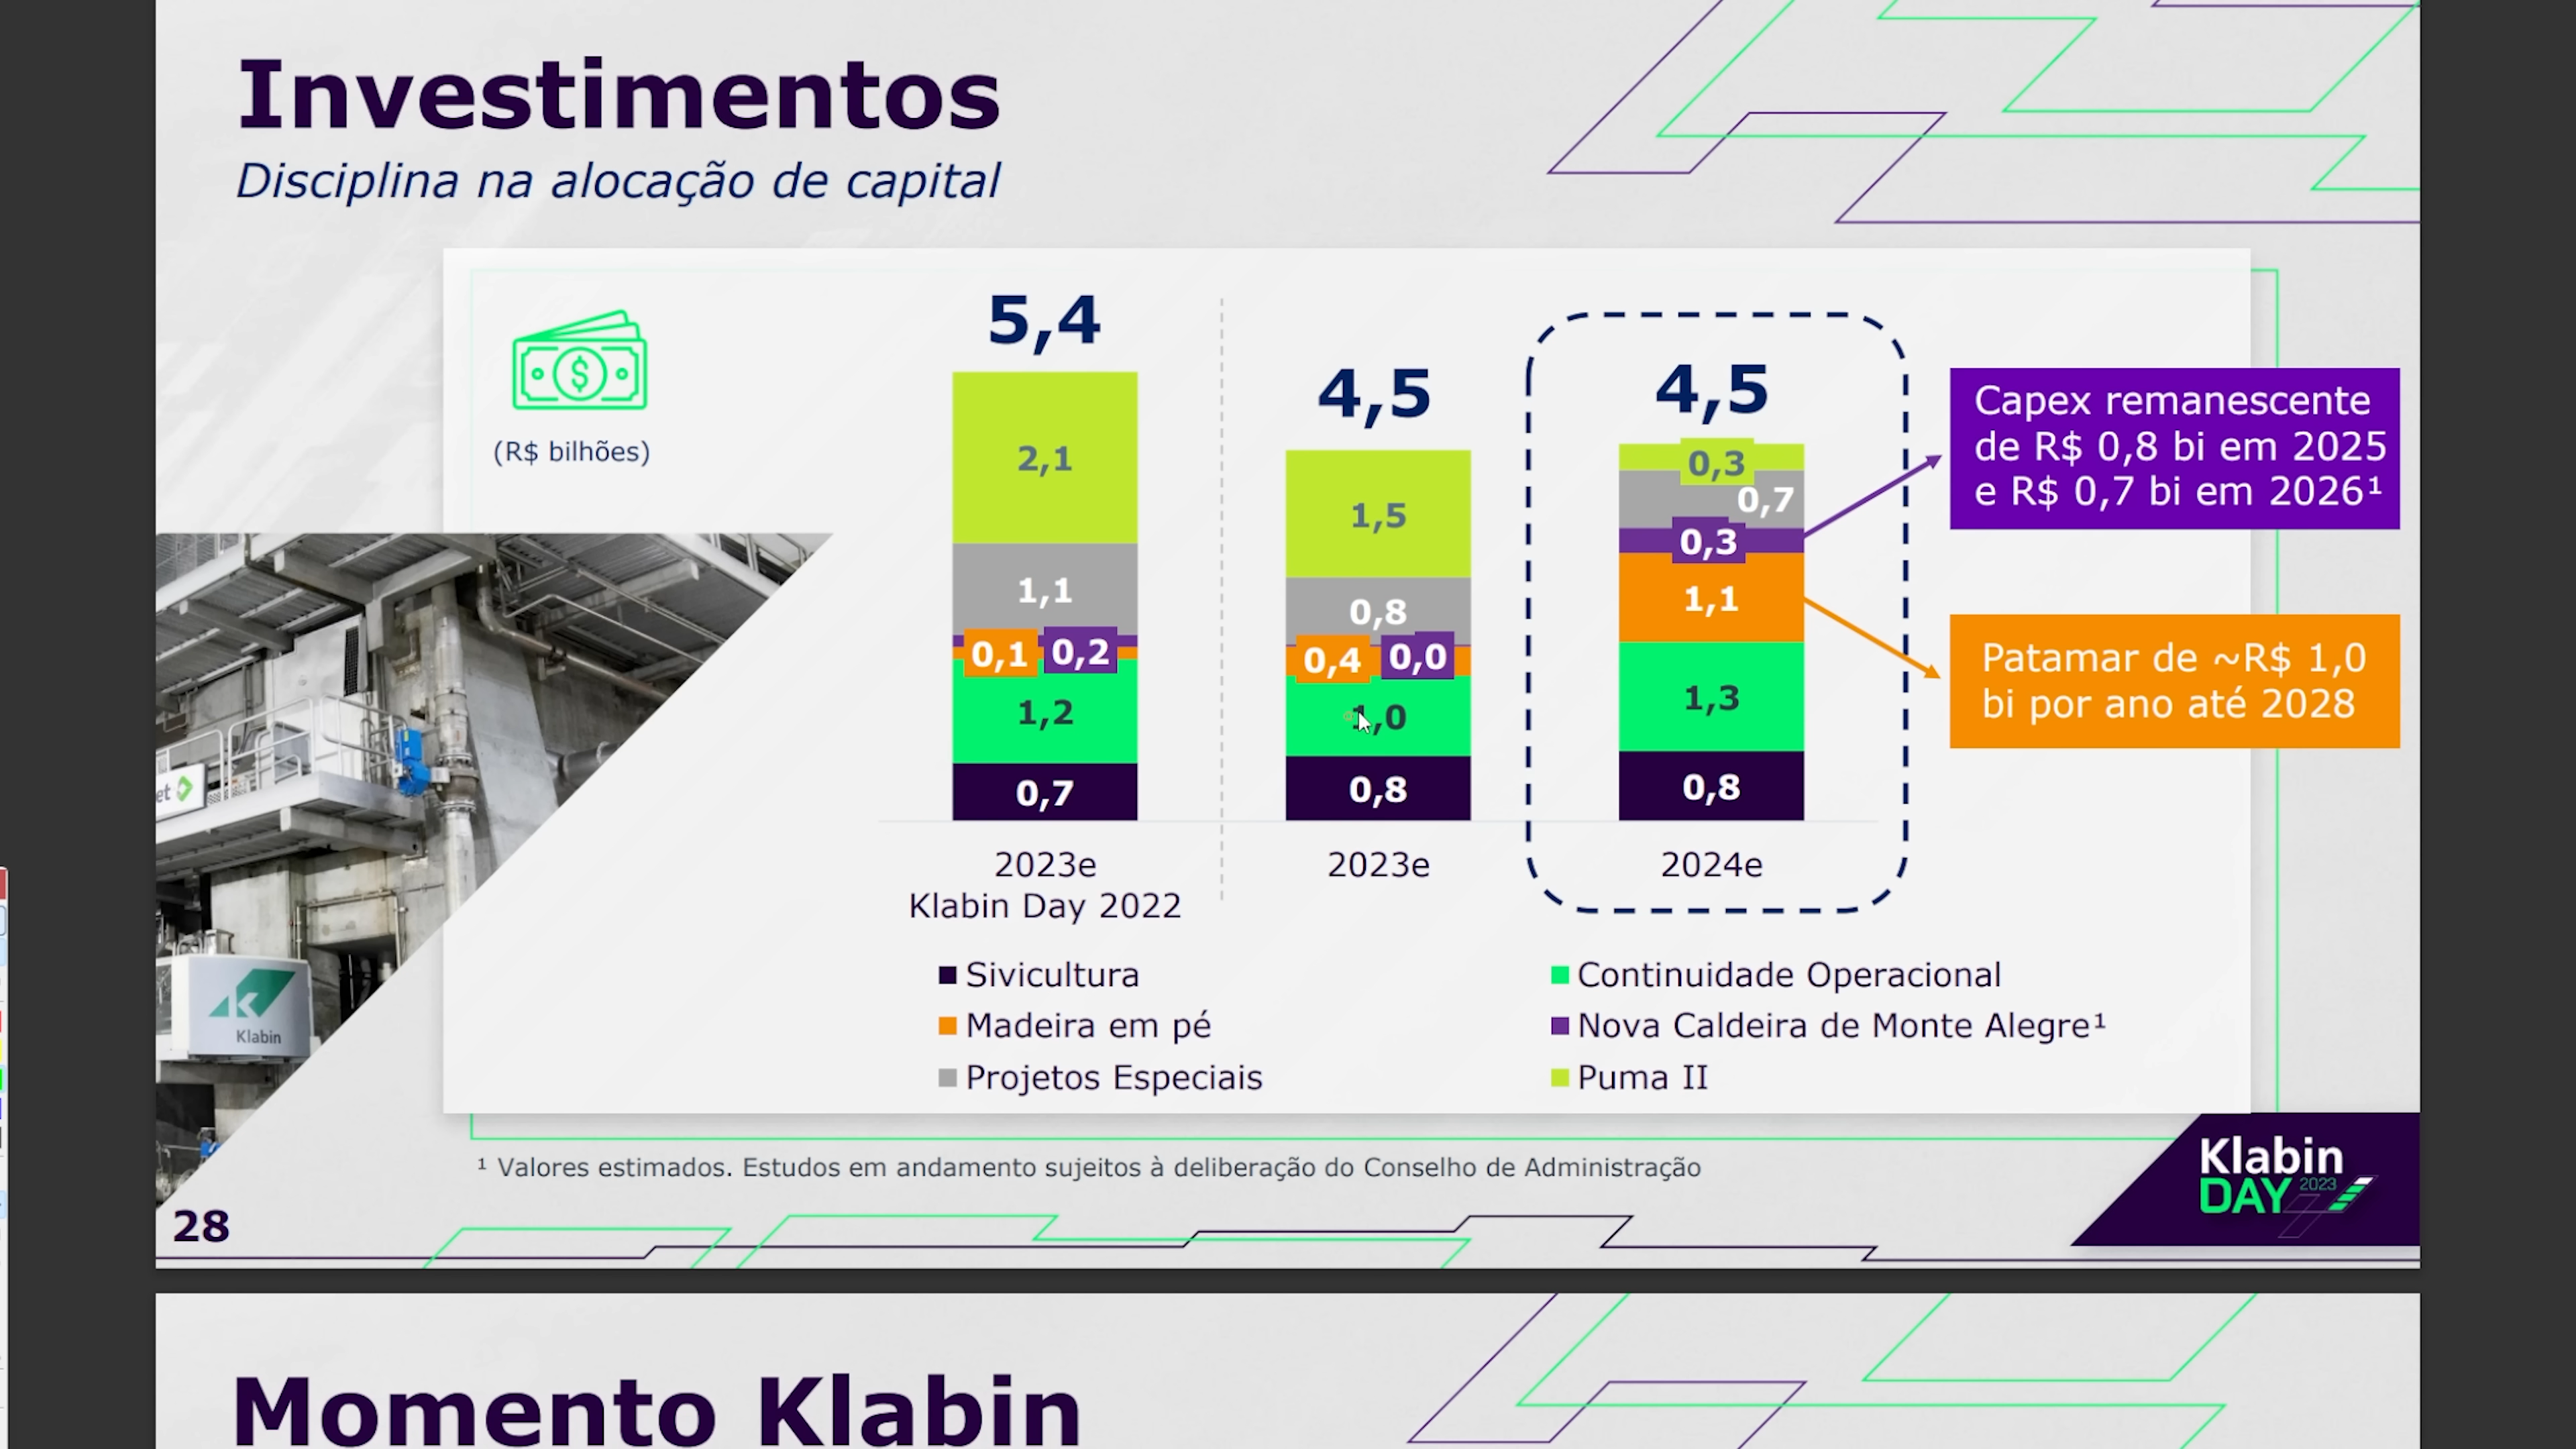 Investimentos
Disciplina na alocação de capital
(R$ bilhões)
5,4
2,1
1,1
0,1 0,2
1,2
0,7
2023e
Klabin Day 2022
4,5
1,5
0,8
0,4 0,0
1,0
0,8
2023e
4,5
0,3
0,7
0,3
1,1
1,3
0,8
2024e
Capex remanescente
de R$ 0,8 bi em 2025
e R$ 0,7 bi em 2026¹
Patamar de ~R$ 1,0
bi por ano até 2028
Sivicultura
Continuidade Operacional
Madeira em pé
Nova Caldeira de Monte Alegre¹
Projetos Especiais
Puma II
et
Klabin
¹ Valores estimados. Estudos em andamento sujeitos à deliberação do Conselho de Administração
28
Klabin
DAY 2023
Momento Klabin